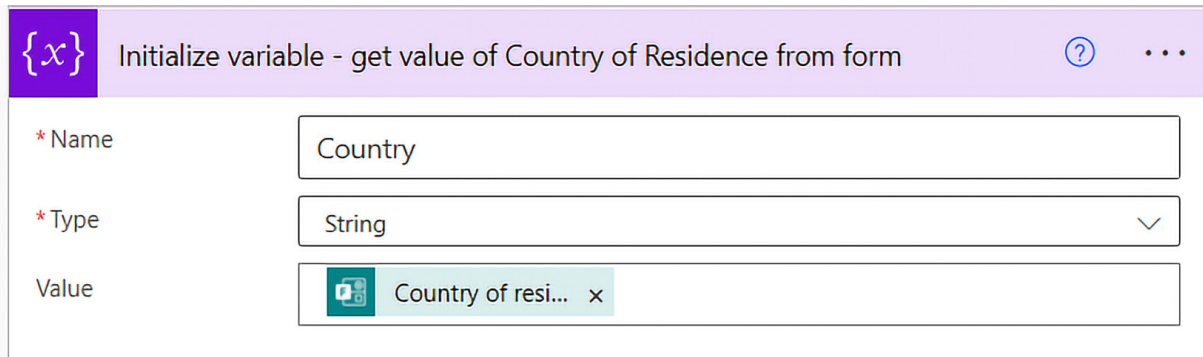 {x} Initialize variable - get value of Country of Residence from form ? ...
* Name Country
* Type String
Value Country of resi... ×